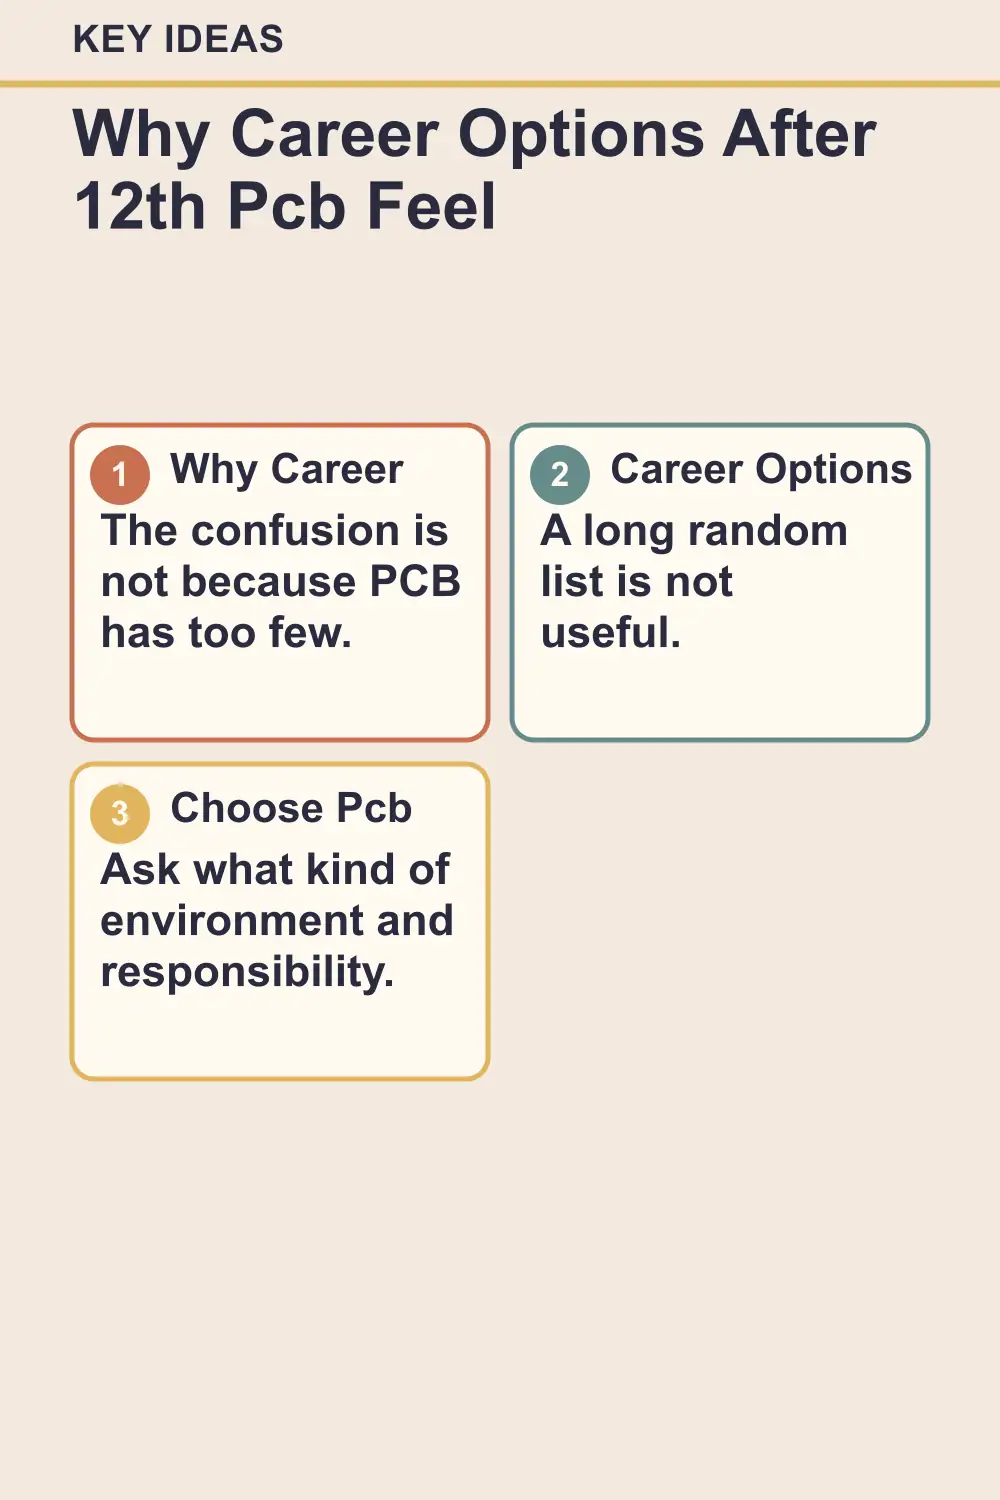 KEY IDEAS
Why Career Options After
12th Pcb Feel
1 Why Career
The confusion is
not because PCB
has too few.
2 Career Options
A long random
list is not
useful.
3 Choose Pcb
Ask what kind of
environment and
responsibility.